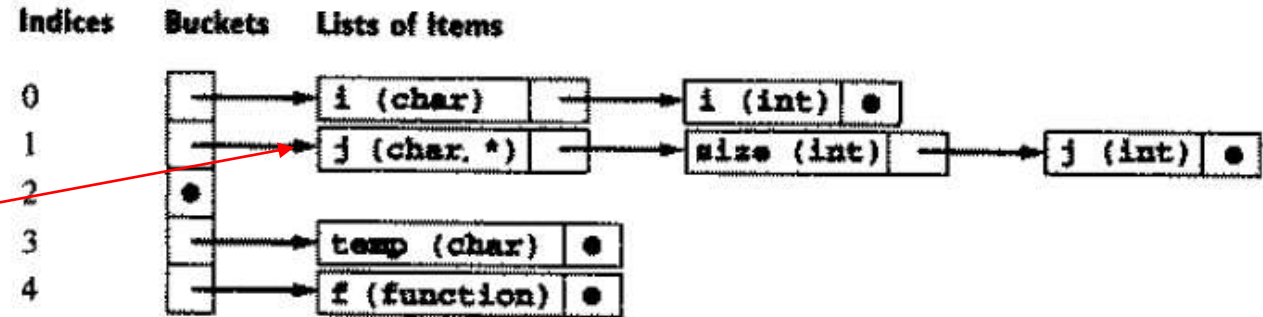 Indices Buckets Lists of Items
0 i (char) i (int)
1 j (char *) size (int) j (int)
2
3 temp (char)
4 f (function)